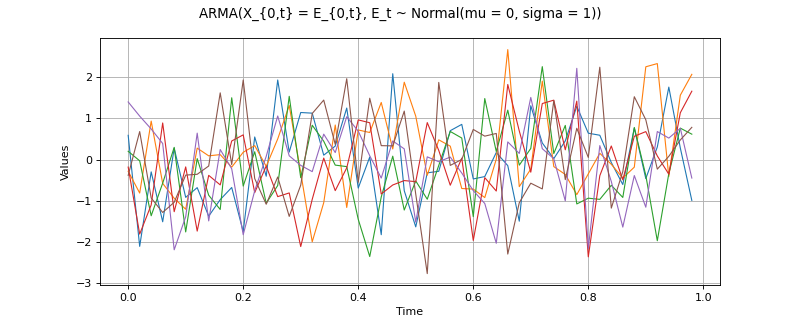 ARMA(X_{0,t} = E_{0,t}, E_t ~ Normal(mu = 0, sigma = 1))
2
1
0
−1
−2
−3
Values
0.0 0.2 0.4 0.6 0.8 1.0
Time